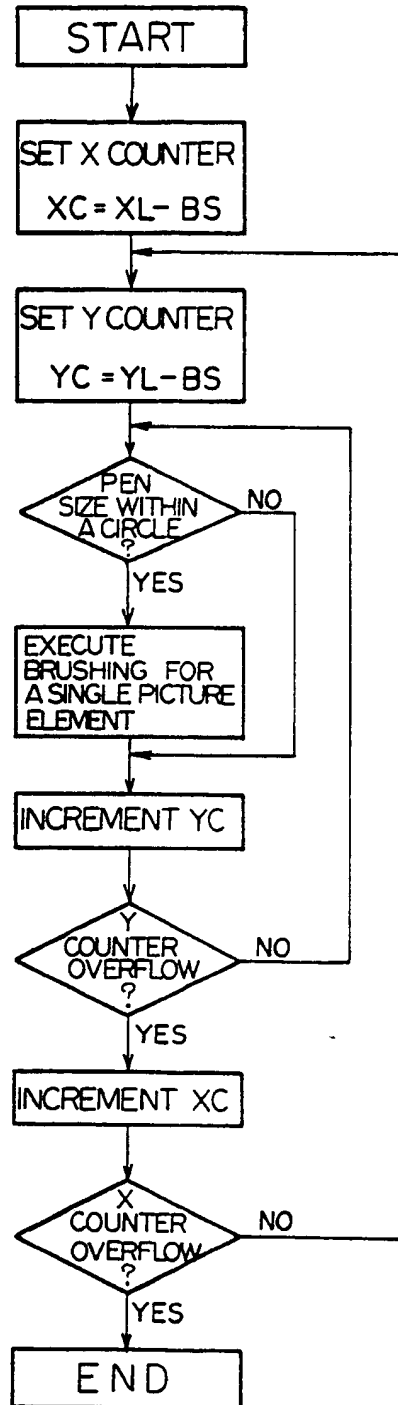 START
SET X COUNTER
XC = XL - BS
SET Y COUNTER
YC = YL - BS
PEN
SIZE WITHIN
A CIRCLE
?
NO
YES
EXECUTE
BRUSHING FOR
A SINGLE PICTURE
ELEMENT
INCREMENT YC
Y
COUNTER
OVERFLOW
?
NO
YES
INCREMENT XC
X
COUNTER
OVERFLOW
?
NO
YES
END